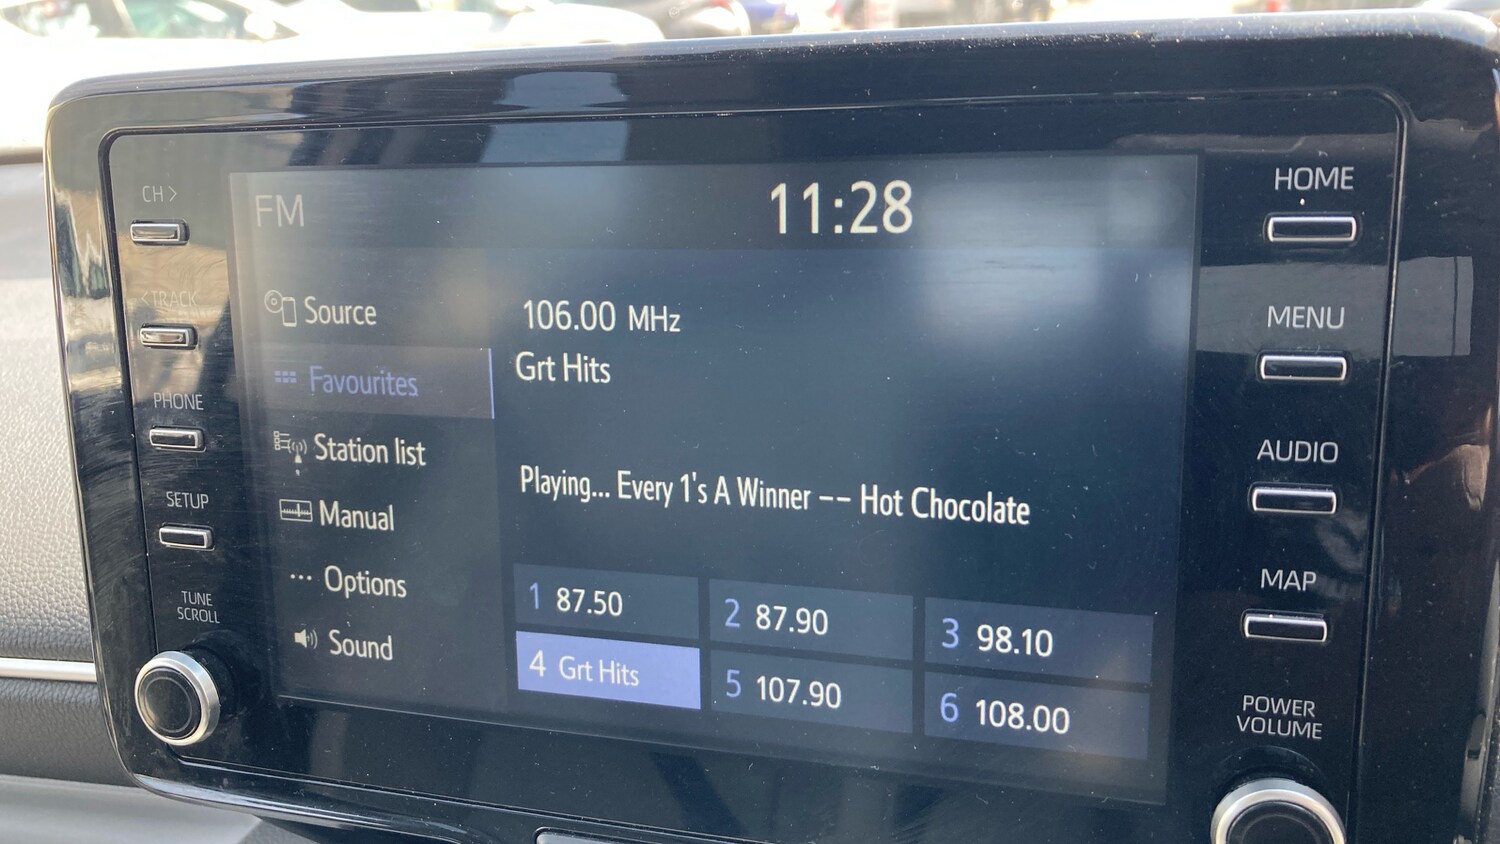 CH >
< TRACK
PHONE
SETUP
TUNE
SCROLL
FM
11:28
Source
Favourites
Station list
Manual
Options
Sound
106.00 MHz
Grt Hits
Playing... Every 1's A Winner -- Hot Chocolate
1 87.50
2 87.90
3 98.10
4 Grt Hits
5 107.90
6 108.00
HOME
MENU
AUDIO
MAP
POWER
VOLUME